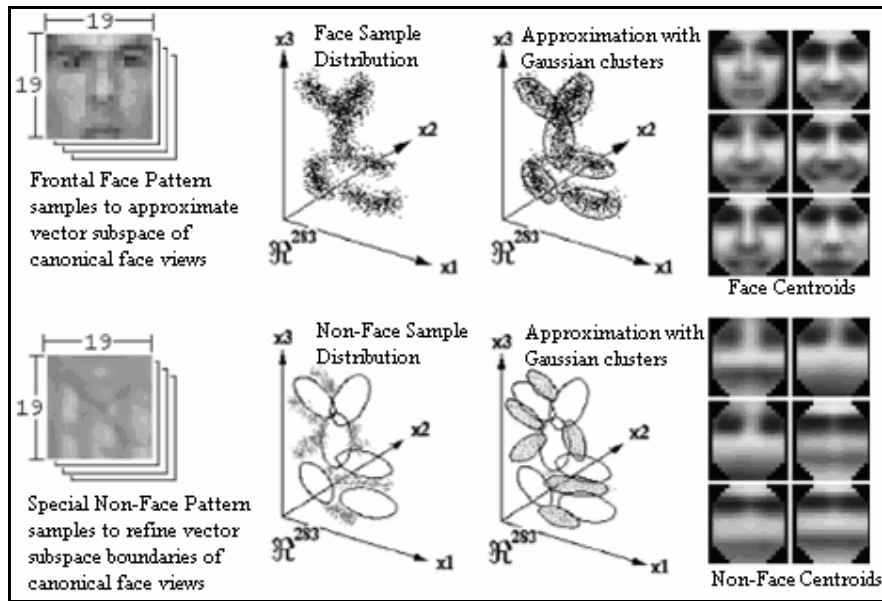 19
19
Frontal Face Pattern
samples to approximate
vector subspace of
canonical face views
Face Sample
Distribution
x3
x2
x1
ℜ283
Approximation with
Gaussian clusters
x3
x2
x1
ℜ283
Face Centroids
19
19
Special Non-Face Pattern
samples to refine vector
subspace boundaries of
canonical face views
Non-Face Sample
Distribution
x3
x2
x1
ℜ283
Approximation with
Gaussian clusters
x3
x2
x1
ℜ283
Non-Face Centroids